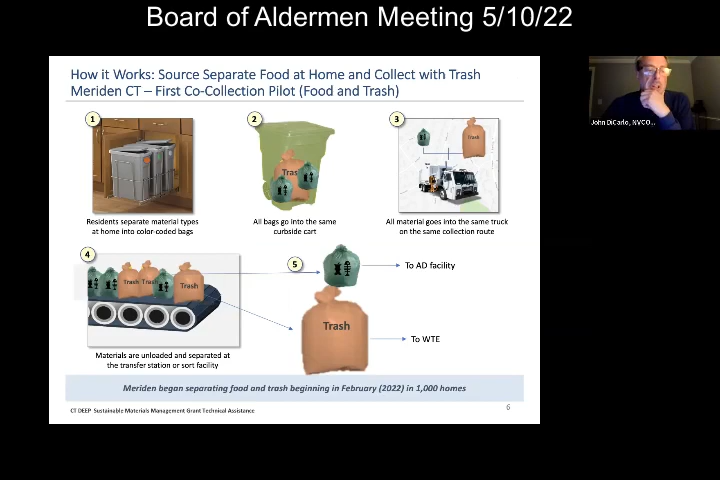 Board of Aldermen Meeting 5/10/22
How it Works: Source Separate Food at Home and Collect with Trash
Meriden CT – First Co-Collection Pilot (Food and Trash)
John DiCarlo, NVCO...
1
2
3
Trash
Tras
Residents separate material types
at home into color-coded bags
All bags go into the same
curbside cart
All material goes into the same truck
on the same collection route
4
5
Trash
Trash
Trash
To AD facility
Trash
To WTE
Materials are unloaded and separated at
the transfer station or sort facility
Meriden began separating food and trash beginning in February (2022) in 1,000 homes
CT DEEP Sustainable Materials Management Grant Technical Assistance
6